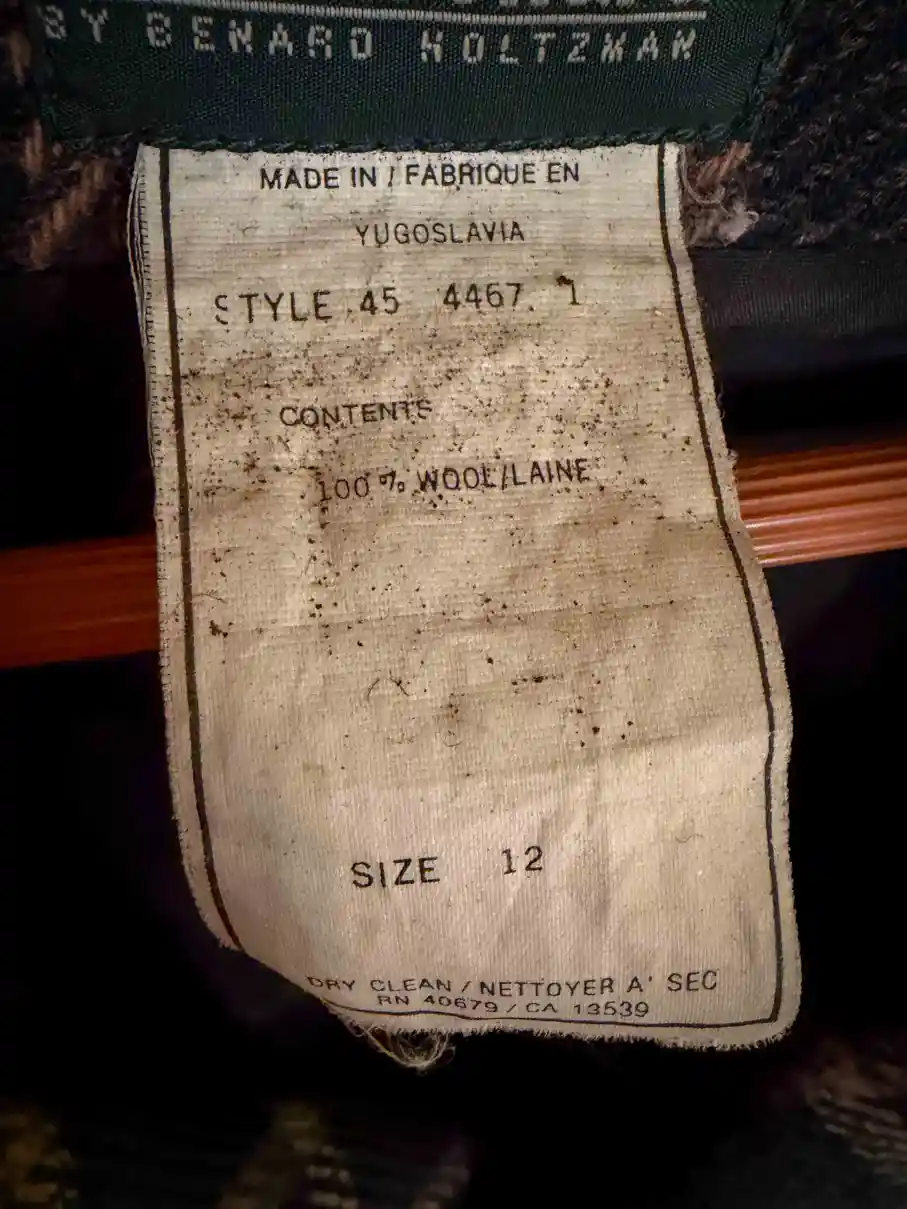 BY BENARD HOLTZMAN
MADE IN / FABRIQUE EN
YUGOSLAVIA
STYLE 45 4467 1
CONTENTS
100% WOOL/LAINE
SIZE 12
DRY CLEAN / NETTOYER A' SEC
RN 40679 / CA 13539